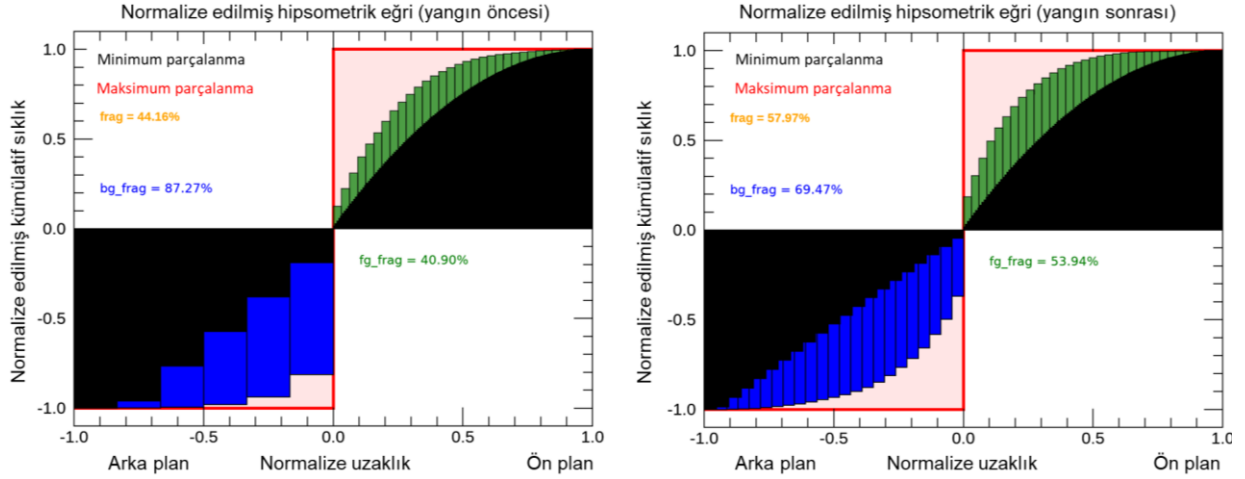 Normalize edilmiş hipsometrik eğri (yangın öncesi)
Normalize edilmiş kümülatif sıklık
1.0
0.5
0.0
-0.5
-1.0
Minimum parçalanma
Maksimum parçalanma
frag = 44.16%
bg_frag = 87.27%
fg_frag = 40.90%
-1.0 -0.5 0.0 0.5 1.0
Arka plan Normalize uzaklık Ön plan
Normalize edilmiş hipsometrik eğri (yangın sonrası)
Normalize edilmiş kümülatif sıklık
1.0
0.5
0.0
-0.5
-1.0
Minimum parçalanma
Maksimum parçalanma
frag = 57.97%
bg_frag = 69.47%
fg_frag = 53.94%
-1.0 -0.5 0.0 0.5 1.0
Arka plan Normalize uzaklık Ön plan